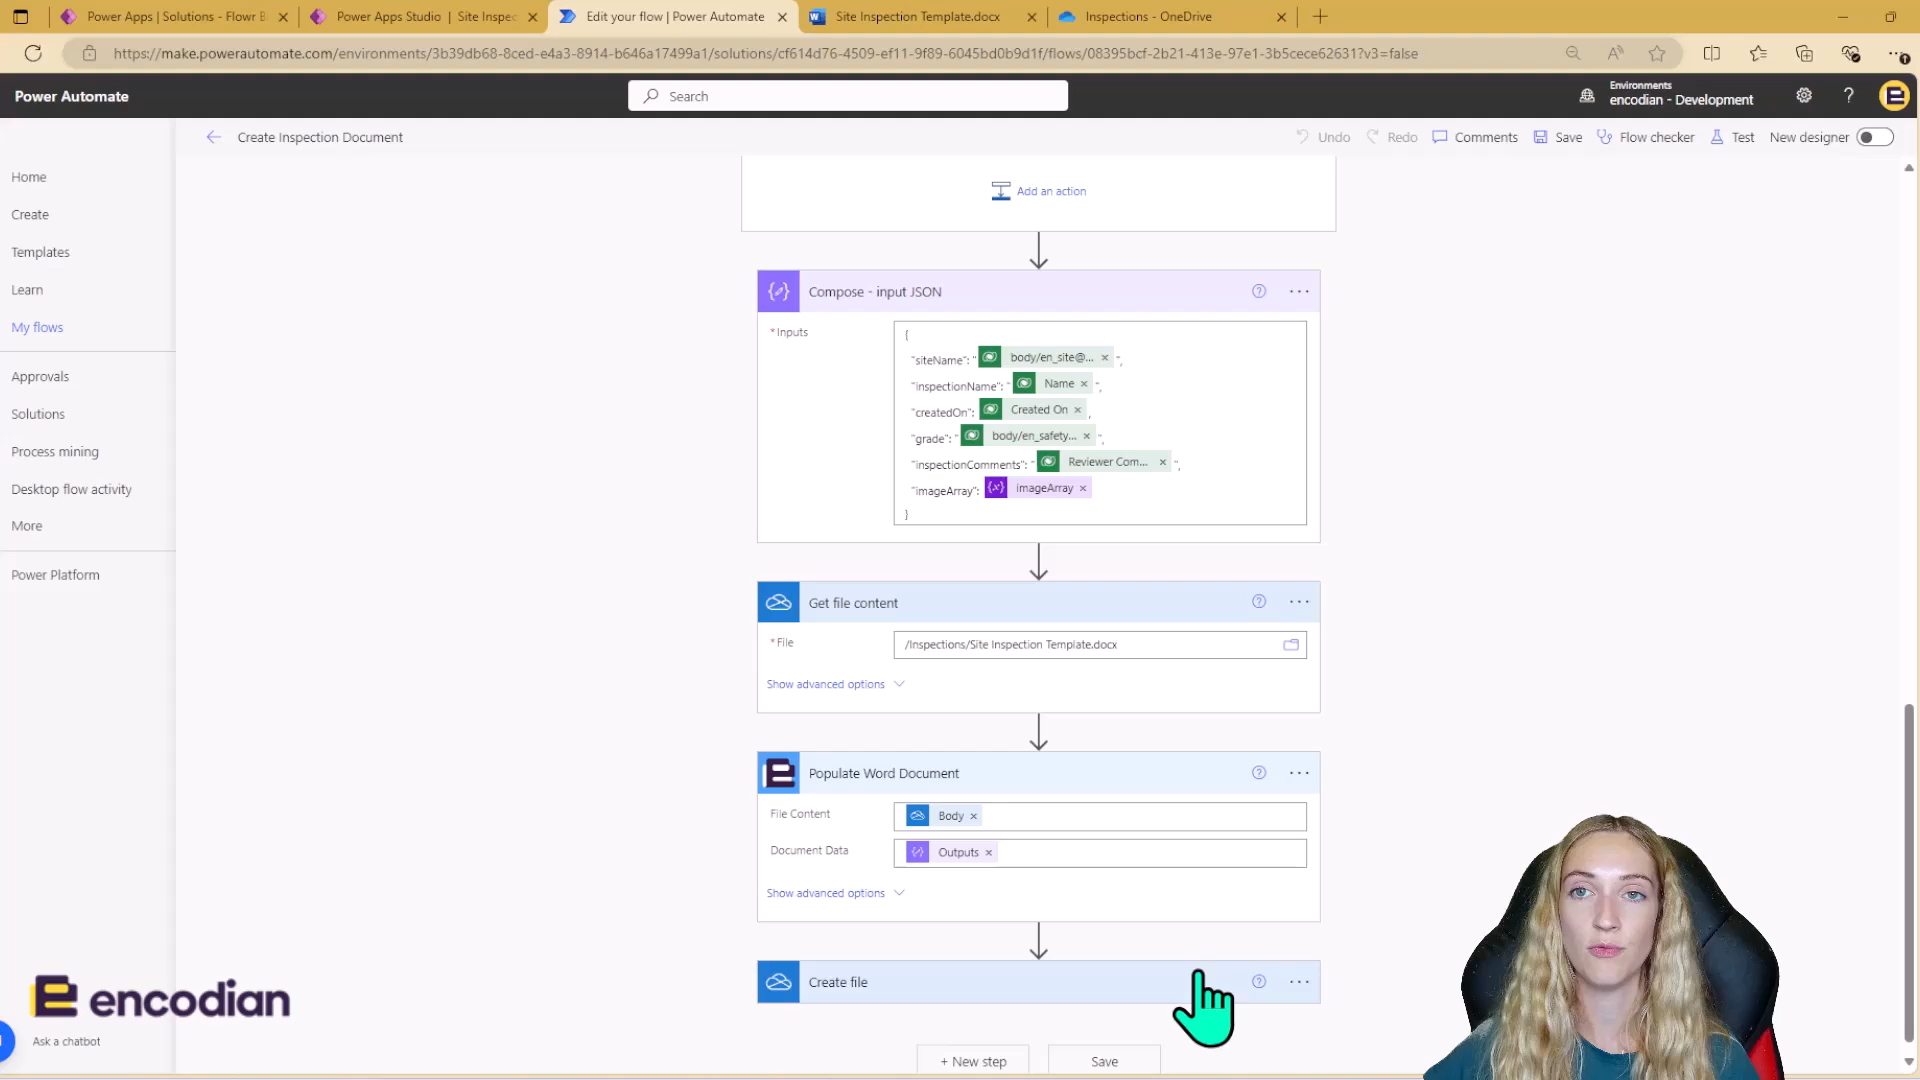 Power Apps | Solutions - Flowr B
Power Apps Studio | Site Inspec
Edit your flow | Power Automate
Site Inspection Template.docx
Inspections - OneDrive
https://make.powerautomate.com/environments/3b39db68-8ced-e4a3-8914-b646a17499a1/solutions/cf614d76-4509-ef11-9f89-6045bd0b9d1f/flows/08395bcf-2b21-413e-97e1-3b5cece62631?v3=false
Power Automate
Search
Environments
encodian - Development
Create Inspection Document
Undo
Redo
Comments
Save
Flow checker
Test
New designer
Home
Create
Templates
Learn
My flows
Approvals
Solutions
Process mining
Desktop flow activity
More
Power Platform
Add an action
Compose - input JSON
* Inputs
{
"siteName": " body/en_site@... × ",
"inspectionName": " Name × ",
"createdOn": Created On × ,
"grade": " body/en_safety... × ",
"inspectionComments": " Reviewer Com... × ",
"imageArray": imageArray ×
}
Get file content
* File
/Inspections/Site Inspection Template.docx
Show advanced options
Populate Word Document
File Content
Body ×
Document Data
Outputs ×
Show advanced options
Create file
+ New step
Save
encodian
Ask a chatbot